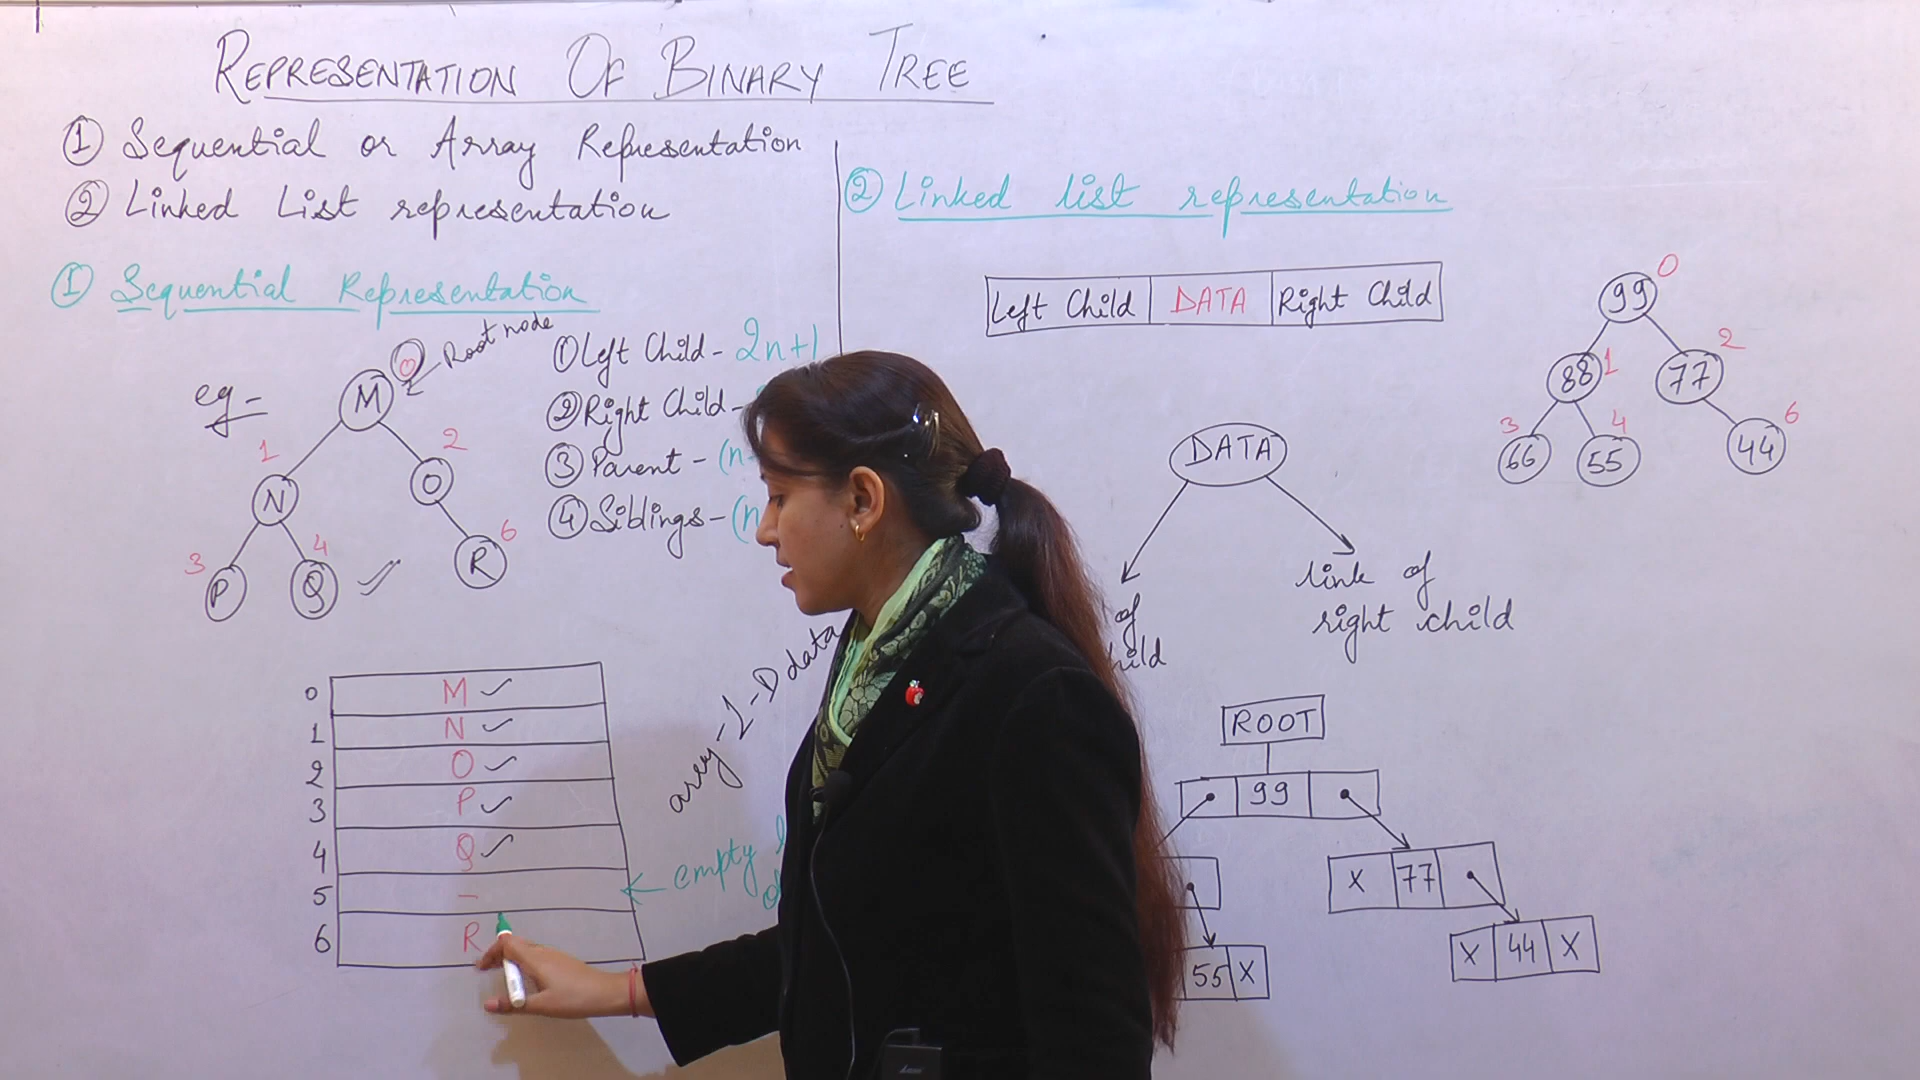 REPRESENTATION OF BINARY TREE
① Sequential or Array Representation
② Linked List representation
① Sequential Representation
eg -
M 0
Root node
1 N
2 O
3 P
4 Q
6 R
① Left Child - 2n+1
② Right Child -
③ Parent - (n
④ Siblings - (n
array - 1-D data
0 M ✓
1 N ✓
2 O ✓
3 P ✓
4 Q ✓
5 -
6 R
← empty
② Linked list representation
Left Child DATA Right Child
DATA
of
link of
right child
99 0
88 1
77 2
3 66
4 55
6 44
ROOT
99
X 77
55 X
X 44 X